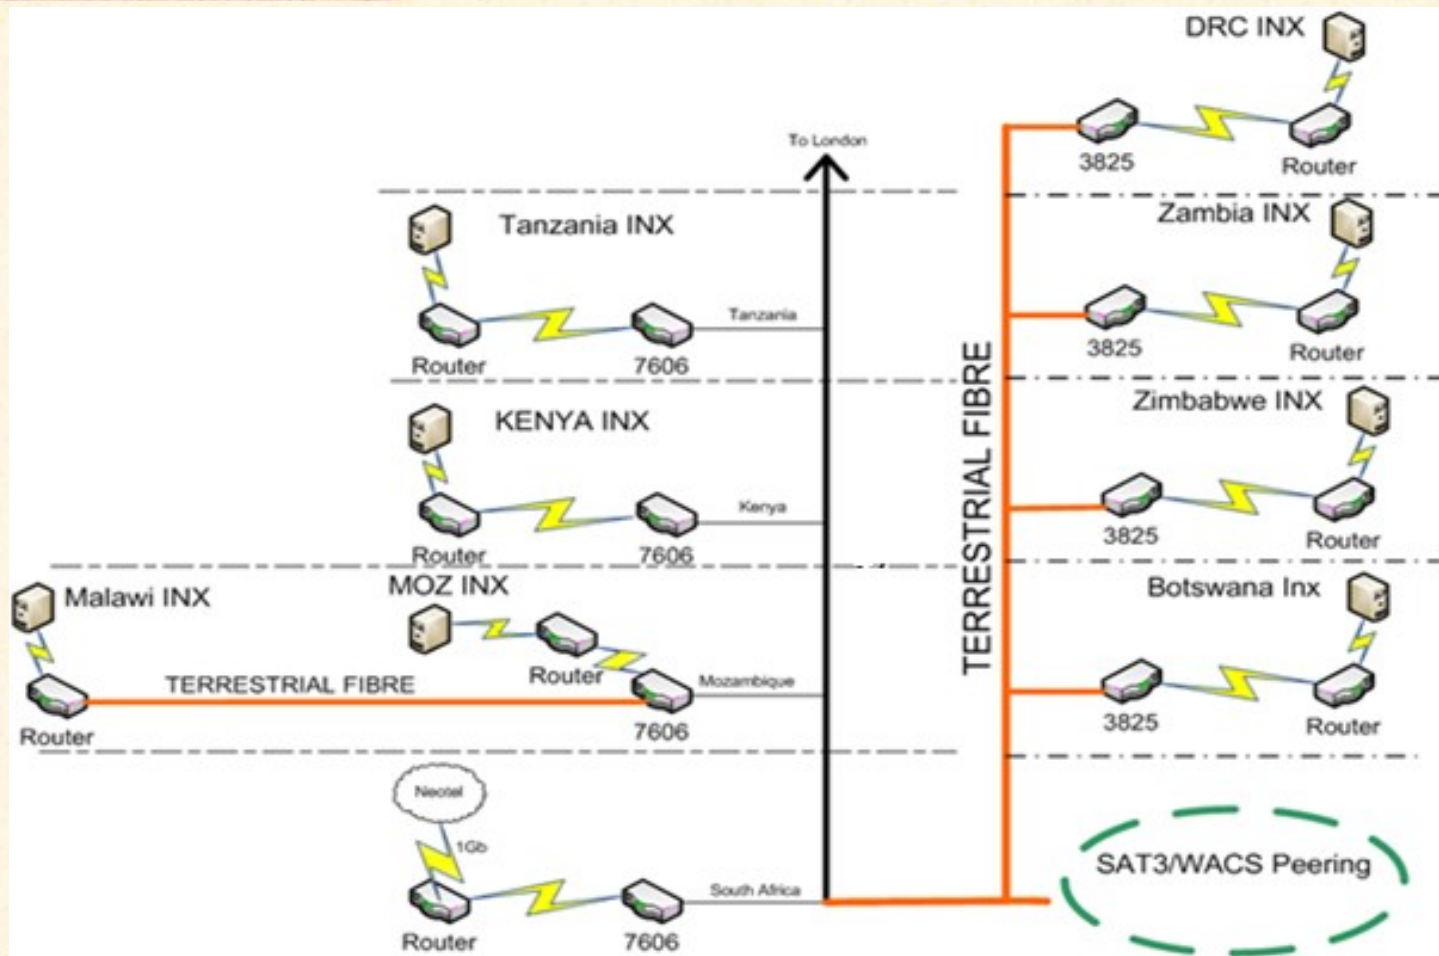 DRC INX
3825
Router
To London
Tanzania INX
Router
7606
Tanzania
Zambia INX
3825
Router
KENYA INX
Router
7606
Kenya
TERRESTRIAL FIBRE
Zimbabwe INX
3825
Router
Malawi INX
Router
TERRESTRIAL FIBRE
MOZ INX
Router
7606
Mozambique
Botswana Inx
3825
Router
Neotel
1Gb
Router
7606
South Africa
SAT3/WACS Peering